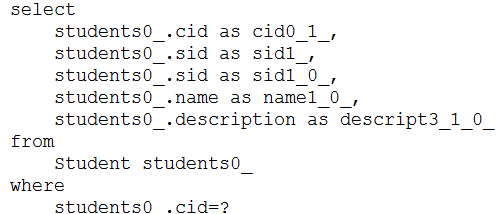 select
students0_.cid as cid0_1_,
students0_.sid as sid1_,
students0_.sid as sid1_0_,
students0_.name as name1_0_,
students0_.description as descript3_1_0_
from
Student students0_
where
students0_.cid=?